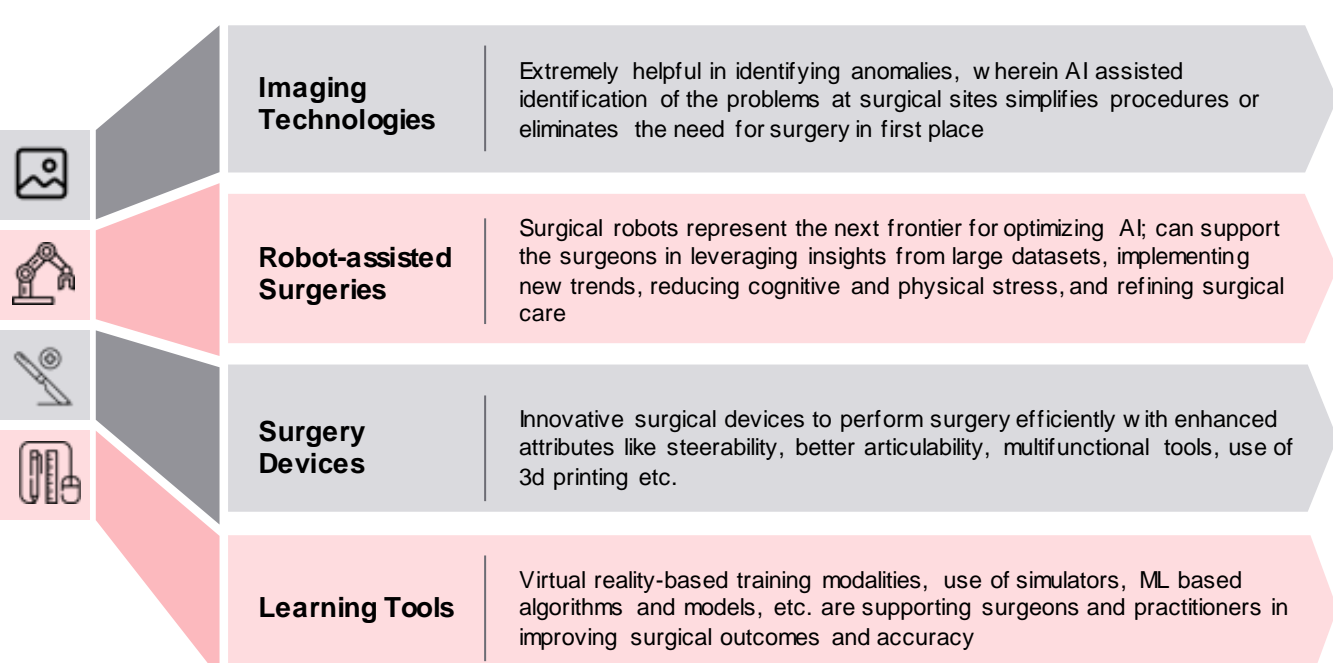 Imaging
Technologies
Extremely helpful in identifying anomalies, wherein AI assisted
identification of the problems at surgical sites simplifies procedures or
eliminates the need for surgery in first place
Robot-assisted
Surgeries
Surgical robots represent the next frontier for optimizing AI; can support
the surgeons in leveraging insights from large datasets, implementing
new trends, reducing cognitive and physical stress, and refining surgical
care
Surgery
Devices
Innovative surgical devices to perform surgery efficiently with enhanced
attributes like steerability, better articulability, multifunctional tools, use of
3d printing etc.
Learning Tools
Virtual reality-based training modalities, use of simulators, ML based
algorithms and models, etc. are supporting surgeons and practitioners in
improving surgical outcomes and accuracy